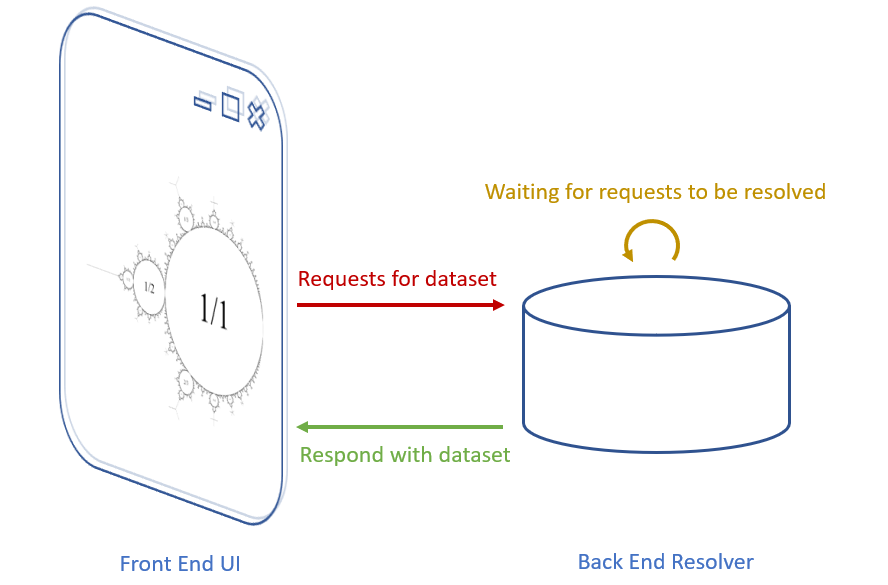 Waiting for requests to be resolved
Requests for dataset
1/2
1/1
Respond with dataset
Front End UI
Back End Resolver